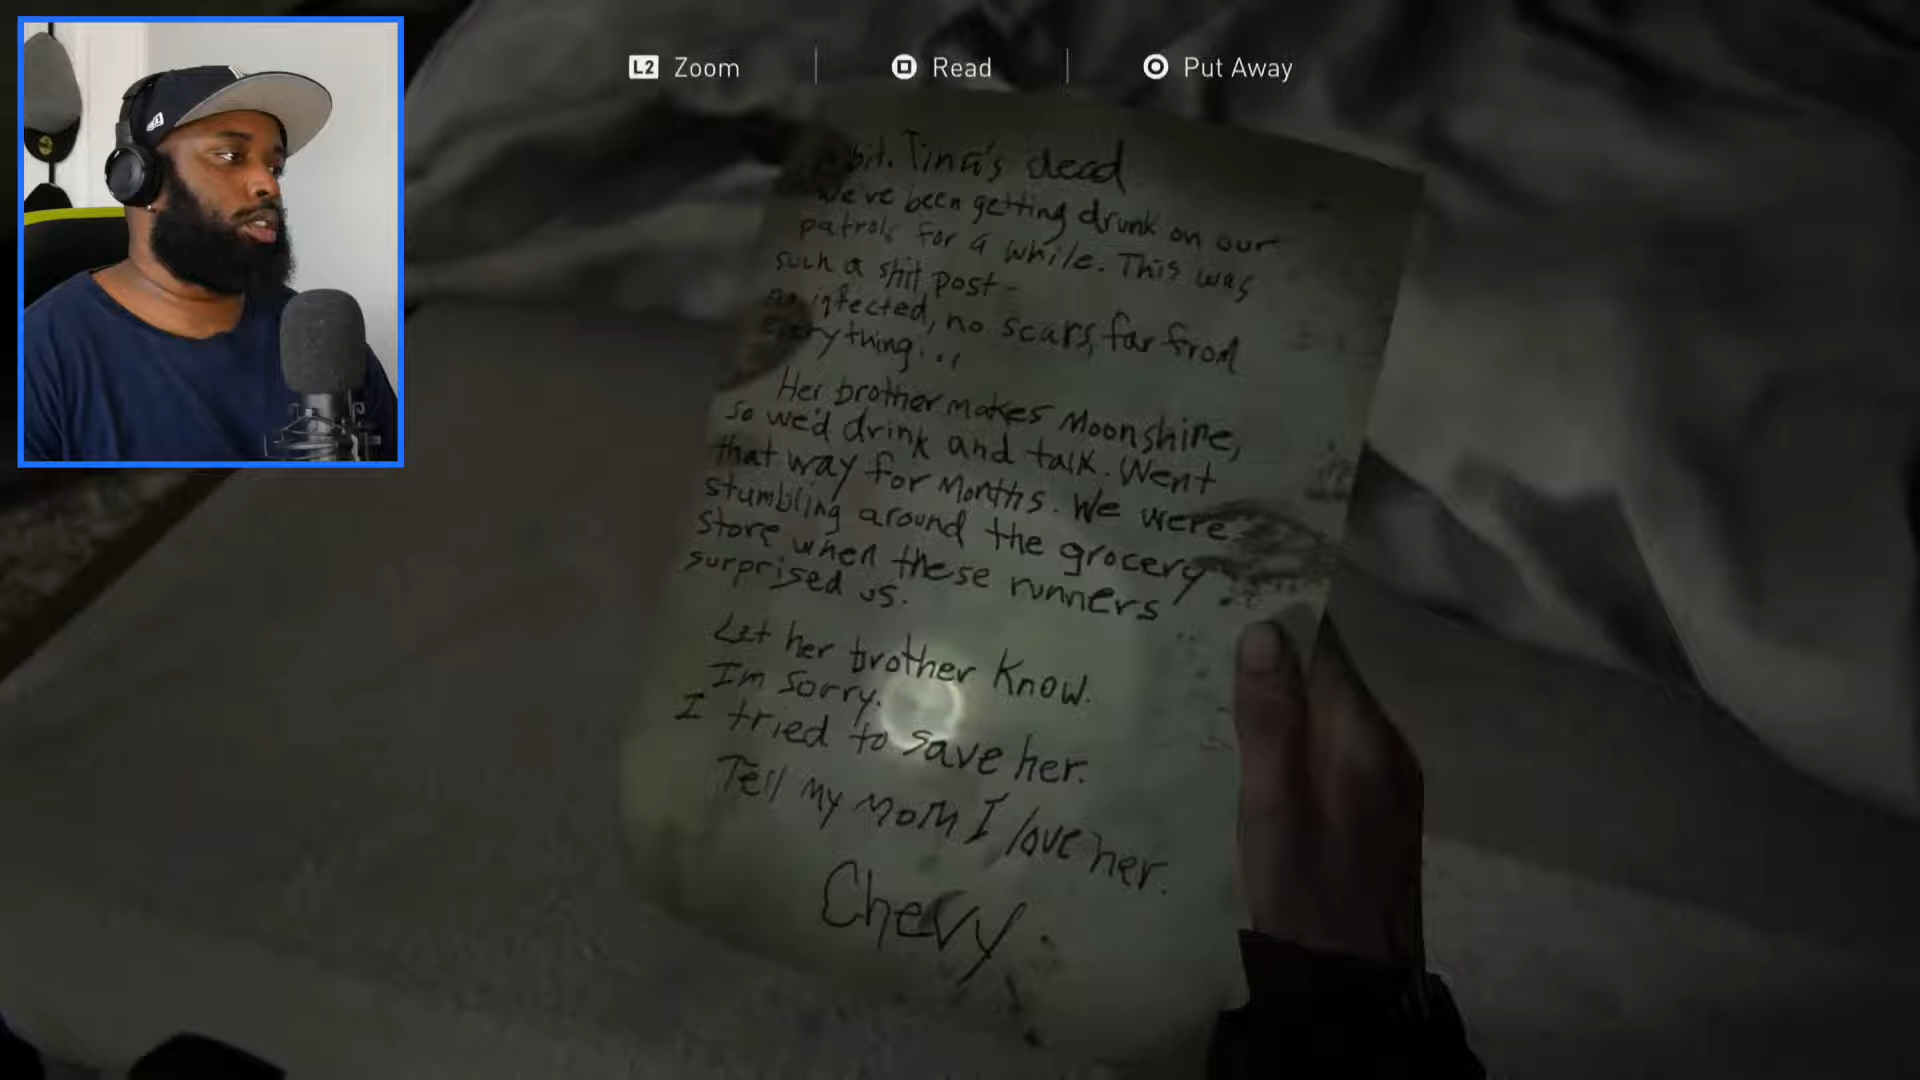 L2 Zoom
Read
Put Away
bit. Tina's dead.
We've been getting drunk on our
patrols for a while. This was
such a shit post-
no infected, no scars, far from
everything...
Her brother makes Moonshine,
so we'd drink and talk. Went
that way for Months. We were
stumbling around the grocery
store when these runners
surprised us.
Let her brother know.
I'm sorry.
I tried to save her.
Tell my mom I love her.
Chevy